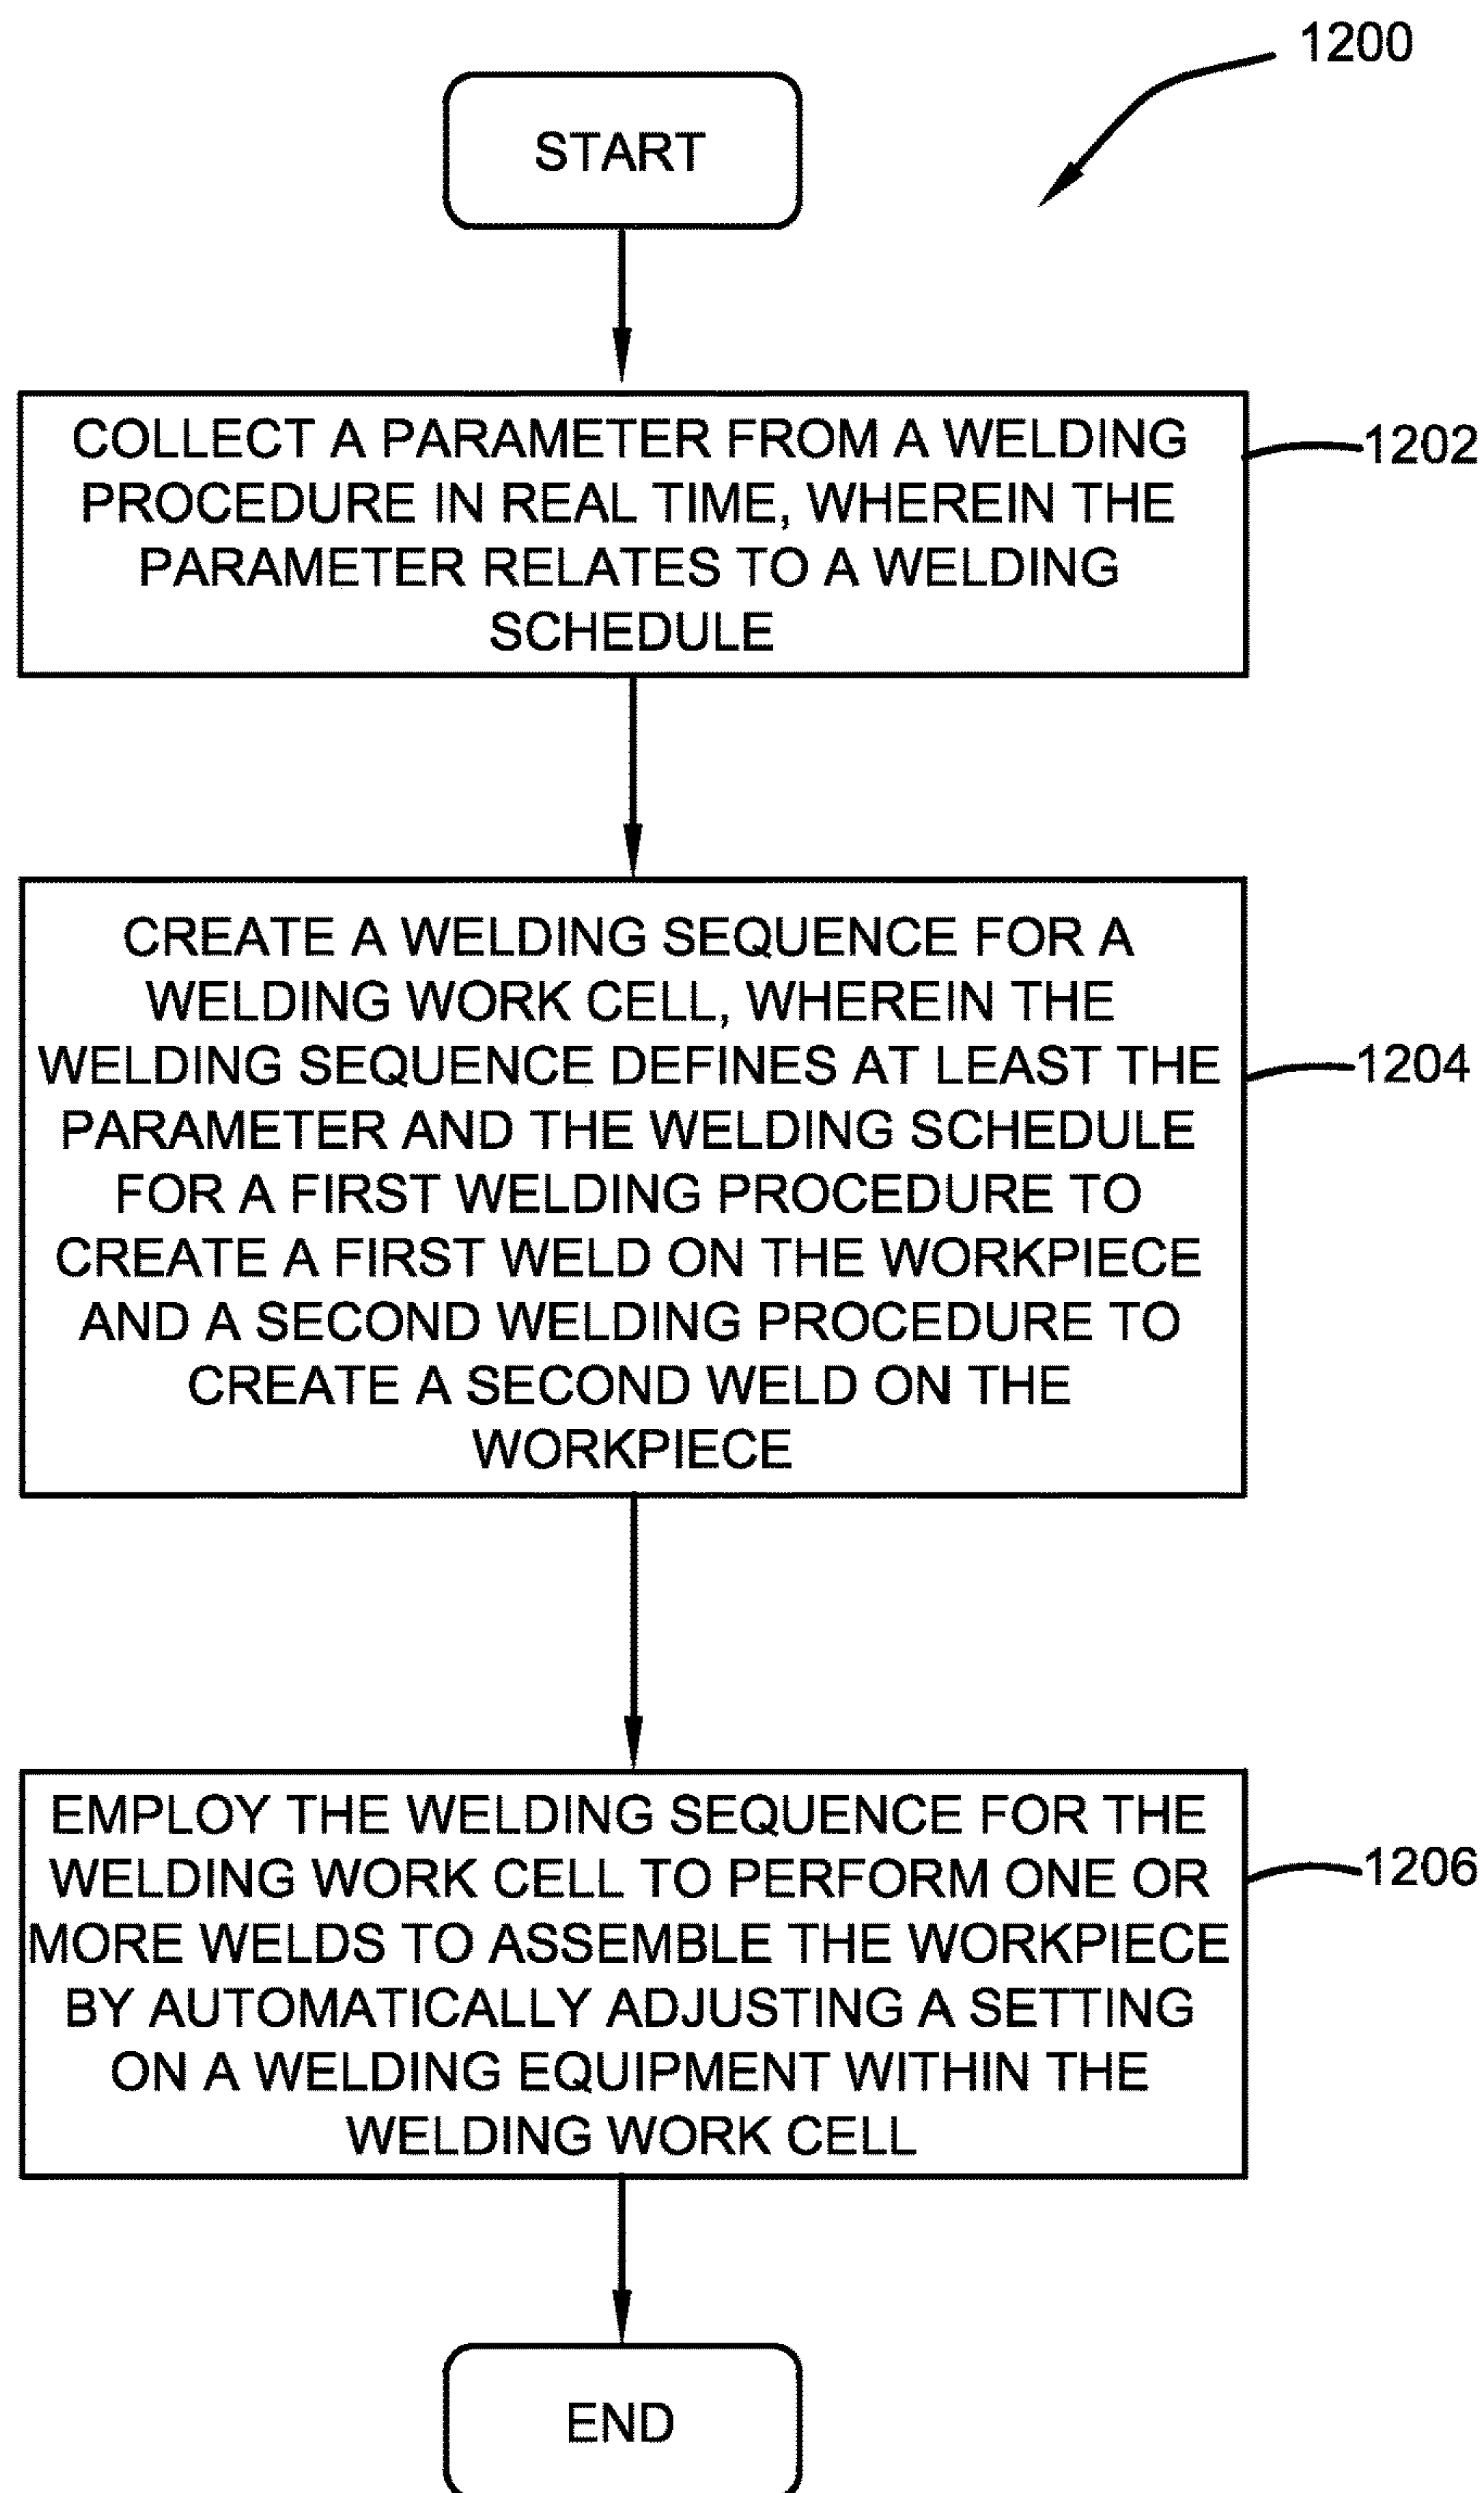 1200
START
COLLECT A PARAMETER FROM A WELDING
PROCEDURE IN REAL TIME, WHEREIN THE
PARAMETER RELATES TO A WELDING
SCHEDULE
1202
CREATE A WELDING SEQUENCE FOR A
WELDING WORK CELL, WHEREIN THE
WELDING SEQUENCE DEFINES AT LEAST THE
PARAMETER AND THE WELDING SCHEDULE
FOR A FIRST WELDING PROCEDURE TO
CREATE A FIRST WELD ON THE WORKPIECE
AND A SECOND WELDING PROCEDURE TO
CREATE A SECOND WELD ON THE
WORKPIECE
1204
EMPLOY THE WELDING SEQUENCE FOR THE
WELDING WORK CELL TO PERFORM ONE OR
MORE WELDS TO ASSEMBLE THE WORKPIECE
BY AUTOMATICALLY ADJUSTING A SETTING
ON A WELDING EQUIPMENT WITHIN THE
WELDING WORK CELL
1206
END